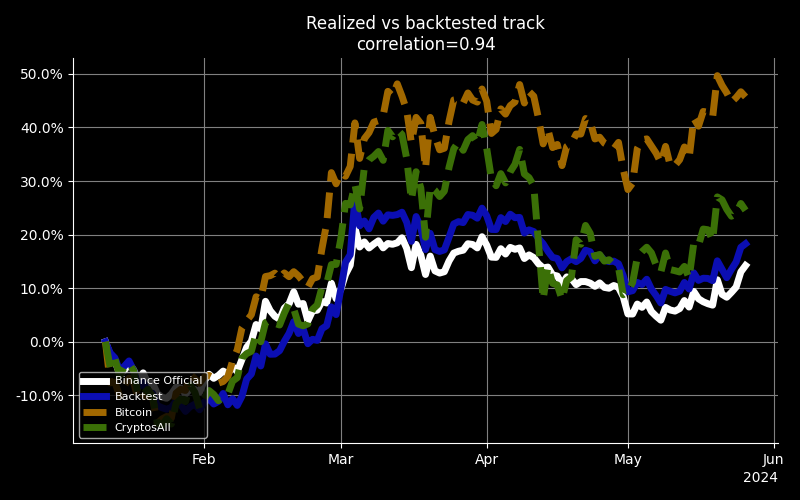 Realized vs backtested track
correlation=0.94
50.0%
40.0%
30.0%
20.0%
10.0%
0.0%
-10.0%
Binance Official
Backtest
Bitcoin
CryptosAll
Feb Mar Apr May Jun
2024